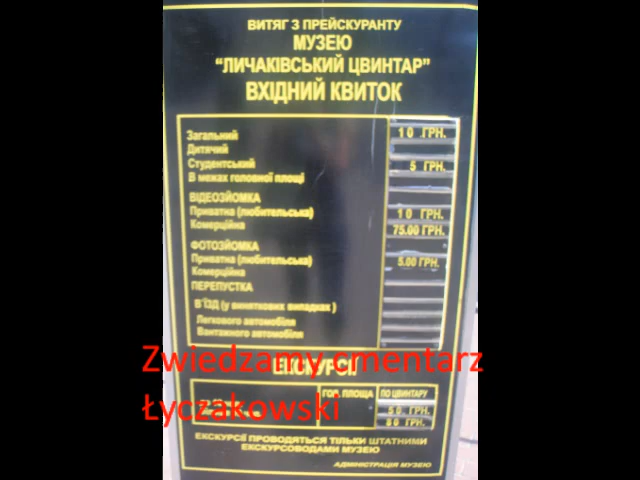 ВИТЯГ З ПРЕЙСКУРАНТУ
МУЗЕЮ
“ЛИЧАКІВСЬКИЙ ЦВИНТАР”
ВХІДНИЙ КВИТОК
Загальний 10 ГРН.
Дитячий
Студентський 5 ГРН.
В межах головної площі
ВІДЕОЗЙОМКА
Приватна (любительська) 10 ГРН.
Комерційна 75.00 ГРН.
ФОТОЗЙОМКА
Приватна (любительська) 5.00 ГРН.
Комерційна
ПЕРЕПУСТКА
В'ЇЗД (у виняткових випадках)
Легкового автомобіля
Вантажного автомобіля
Zwiedzamy cmentarz
Łyczakowski
ЕКСКУРСІЇ
ГОЛ. ПЛОЩА ПО ЦВИНТАРУ
50 ГРН.
80 ГРН.
ЕКСКУРСІЇ ПРОВОДЯТЬСЯ ТІЛЬКИ ШТАТНИМИ
ЕКСКУРСОВОДАМИ МУЗЕЮ
АДМІНІСТРАЦІЯ МУЗЕЮ